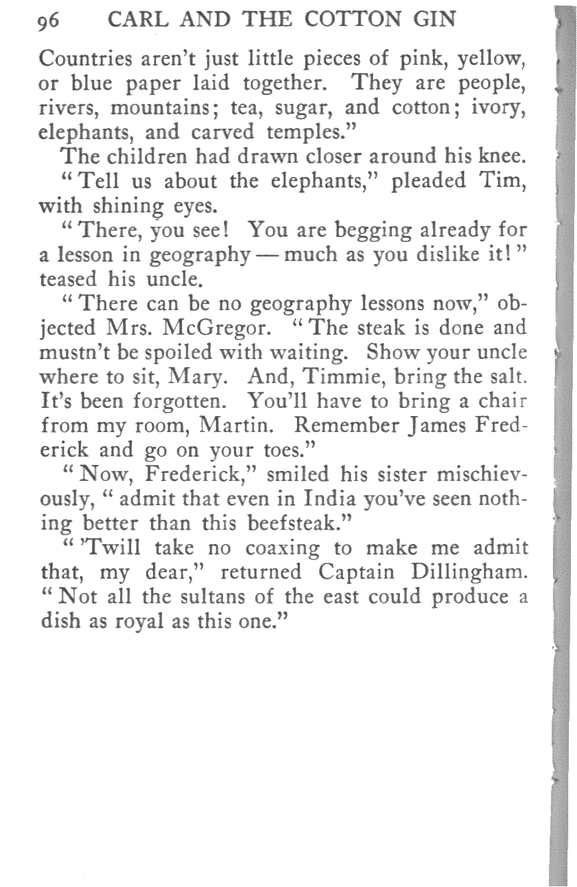 96 CARL AND THE COTTON GIN
Countries aren't just little pieces of pink, yellow,
or blue paper laid together. They are people,
rivers, mountains; tea, sugar, and cotton; ivory,
elephants, and carved temples."
The children had drawn closer around his knee.
"Tell us about the elephants," pleaded Tim,
with shining eyes.
"There, you see! You are begging already for
a lesson in geography — much as you dislike it!"
teased his uncle.
"There can be no geography lessons now," ob-
jected Mrs. McGregor. "The steak is done and
mustn't be spoiled with waiting. Show your uncle
where to sit, Mary. And, Timmie, bring the salt.
It's been forgotten. You'll have to bring a chair
from my room, Martin. Remember James Fred-
erick and go on your toes."
"Now, Frederick," smiled his sister mischiev-
ously, "admit that even in India you've seen noth-
ing better than this beefsteak."
"'Twill take no coaxing to make me admit
that, my dear," returned Captain Dillingham.
"Not all the sultans of the east could produce a
dish as royal as this one."